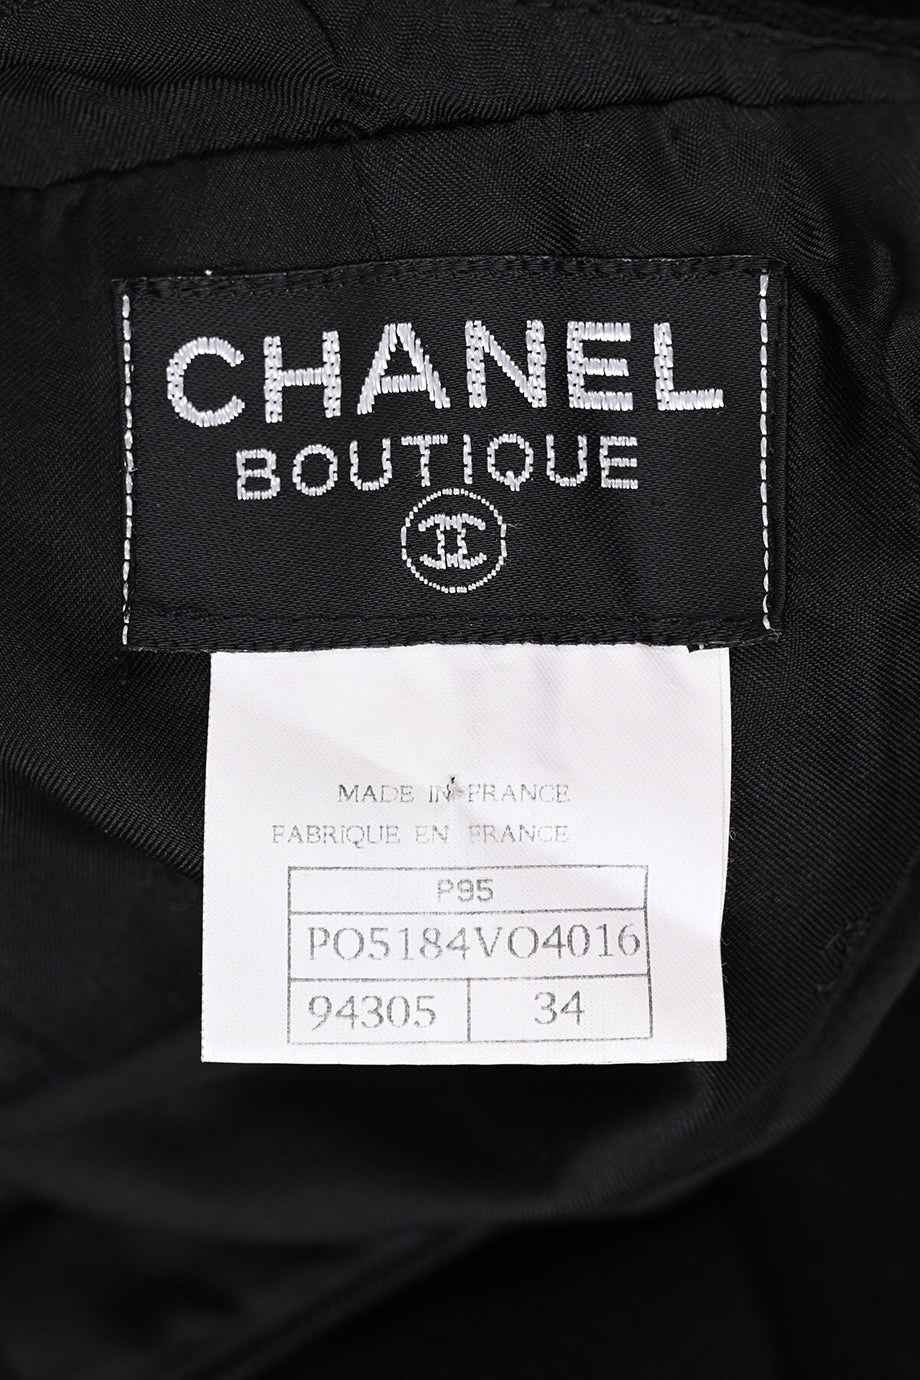 CHANEL
BOUTIQUE
MADE IN FRANCE
FABRIQUE EN FRANCE
P95
PO5184VO4016
94305 34